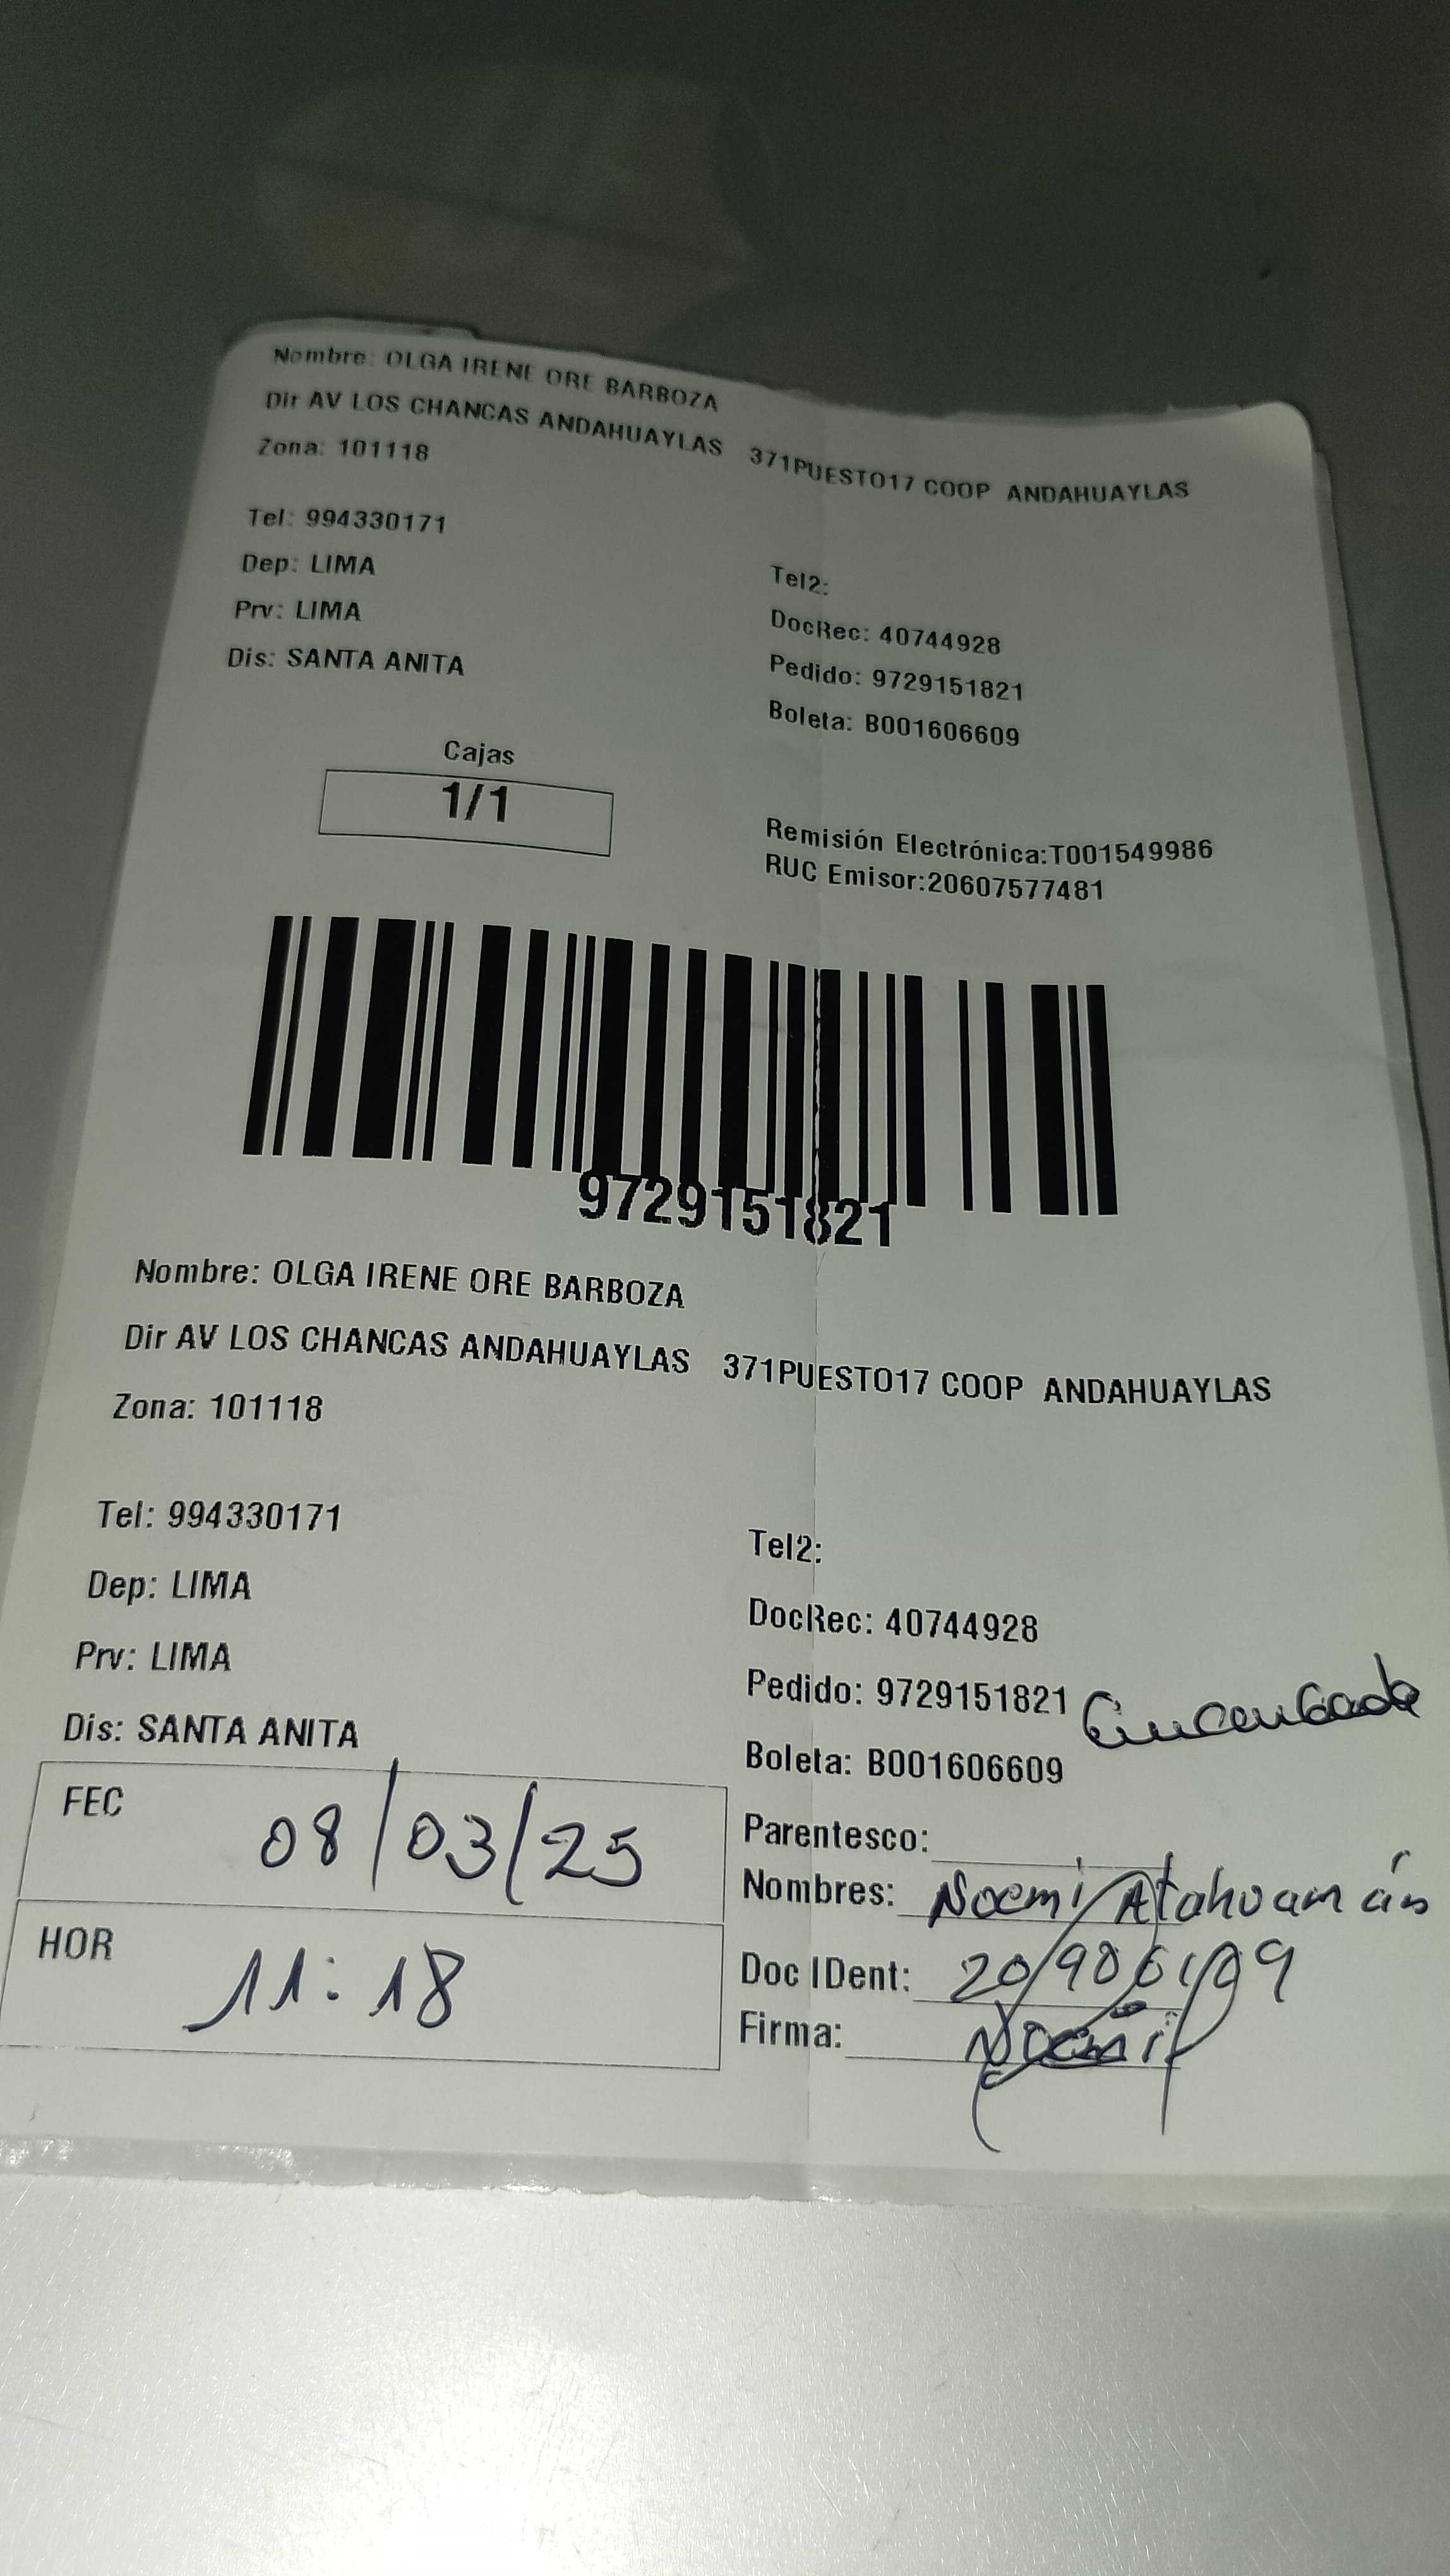 Nombre: OLGA IRENE ORE BARBOZA
Dir AV LOS CHANCAS ANDAHUAYLAS 371PUESTO17 COOP ANDAHUAYLAS
Zona: 101118
Tel: 994330171
Tel2:
Dep: LIMA
DocRec: 40744928
Prv: LIMA
Pedido: 9729151821
Dis: SANTA ANITA
Boleta: B001606609
Cajas
1/1
Remisión Electrónica:T001549986
RUC Emisor:20607577481
9729151821
Nombre: OLGA IRENE ORE BARBOZA
Dir AV LOS CHANCAS ANDAHUAYLAS 371PUESTO17 COOP ANDAHUAYLAS
Zona: 101118
Tel: 994330171
Tel2:
Dep: LIMA
DocRec: 40744928
Prv: LIMA
Pedido: 9729151821
Dis: SANTA ANITA
Boleta: B001606609
FEC 08/03/25
Parentesco:
Nombres: Noemi Atahuamán
HOR 11:18
Doc IDent:
Firma: Noemi